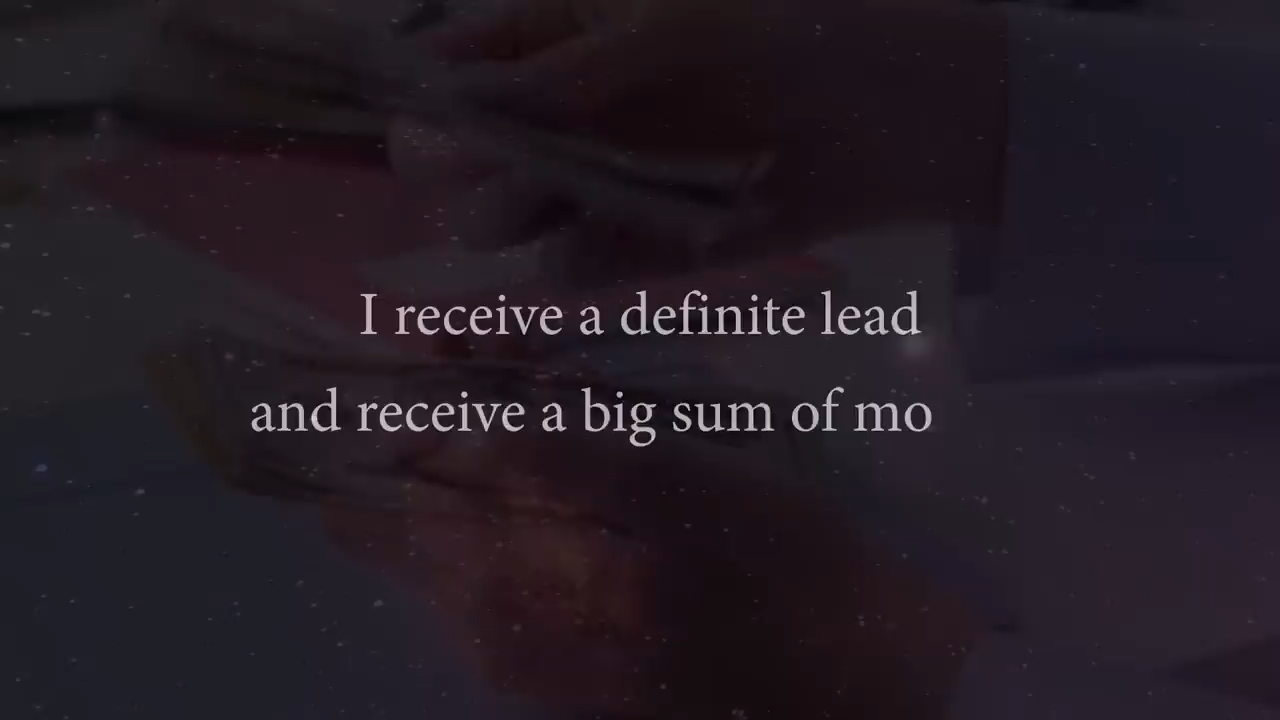 I receive a definite lead
and receive a big sum of mo